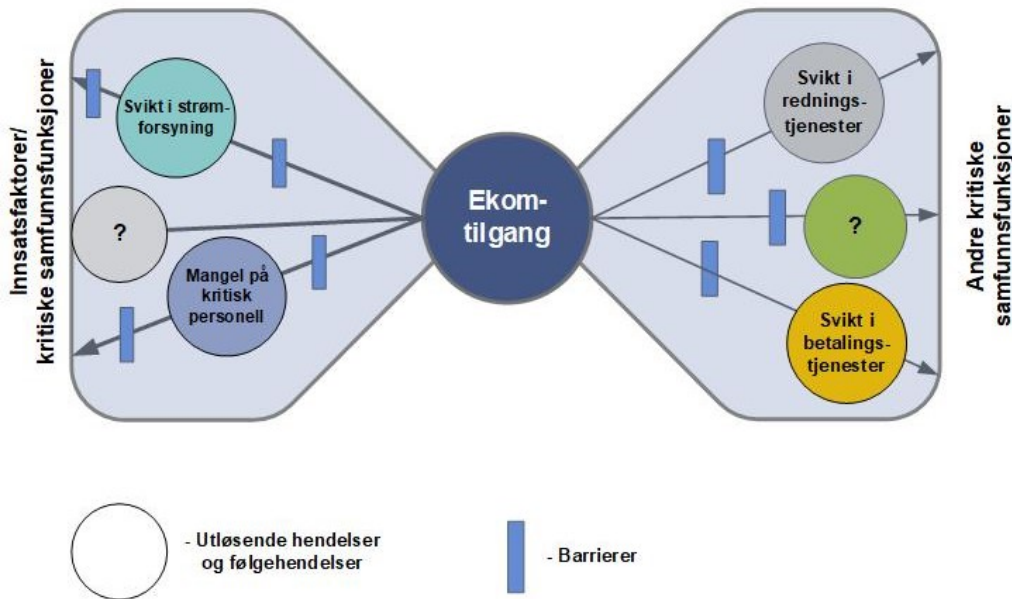 Innsatsfaktorer/
kritiske samfunnsfunksjoner
Svikt i strøm-
forsyning
?
Mangel på
kritisk
personell
Ekom-
tilgang
Svikt i
rednings-
tjenester
?
Svikt i
betalings-
tjenester
Andre kritiske
samfunnsfunksjoner
- Utløsende hendelser
og følgehendelser
- Barrierer